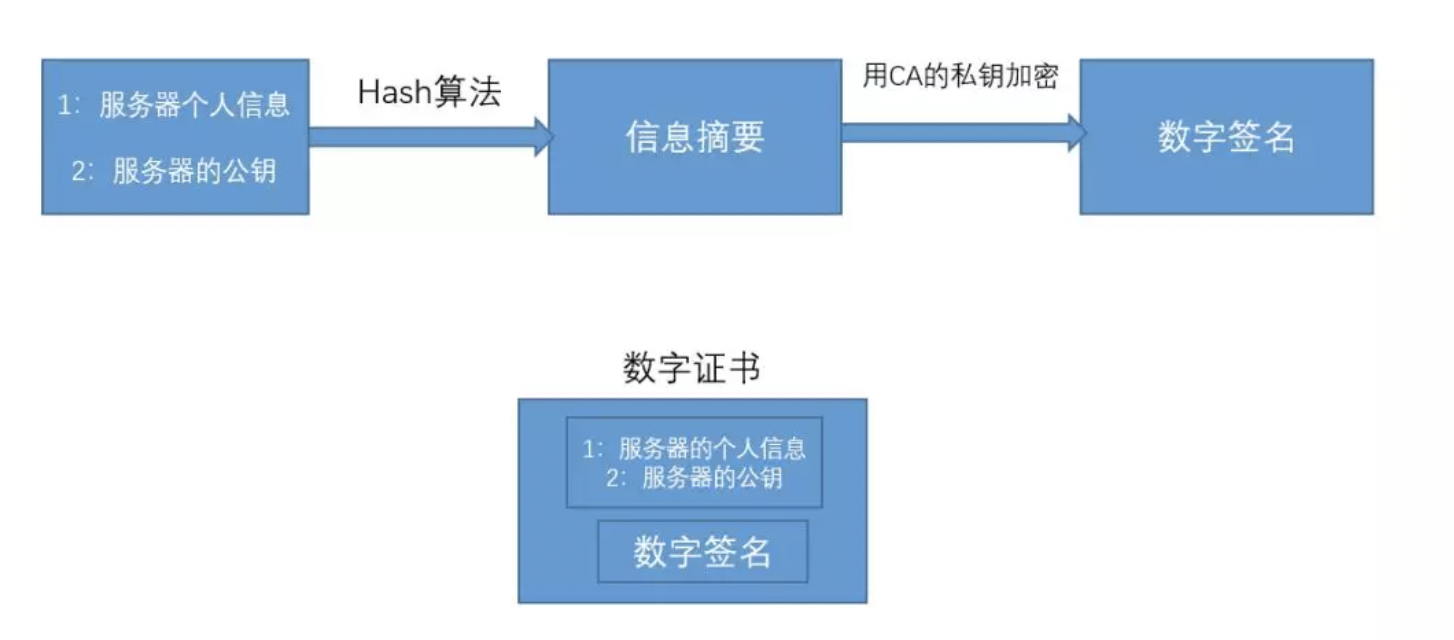 1：服务器个人信息
2：服务器的公钥
Hash算法
信息摘要
用CA的私钥加密
数字签名
数字证书
1：服务器的个人信息
2：服务器的公钥
数字签名